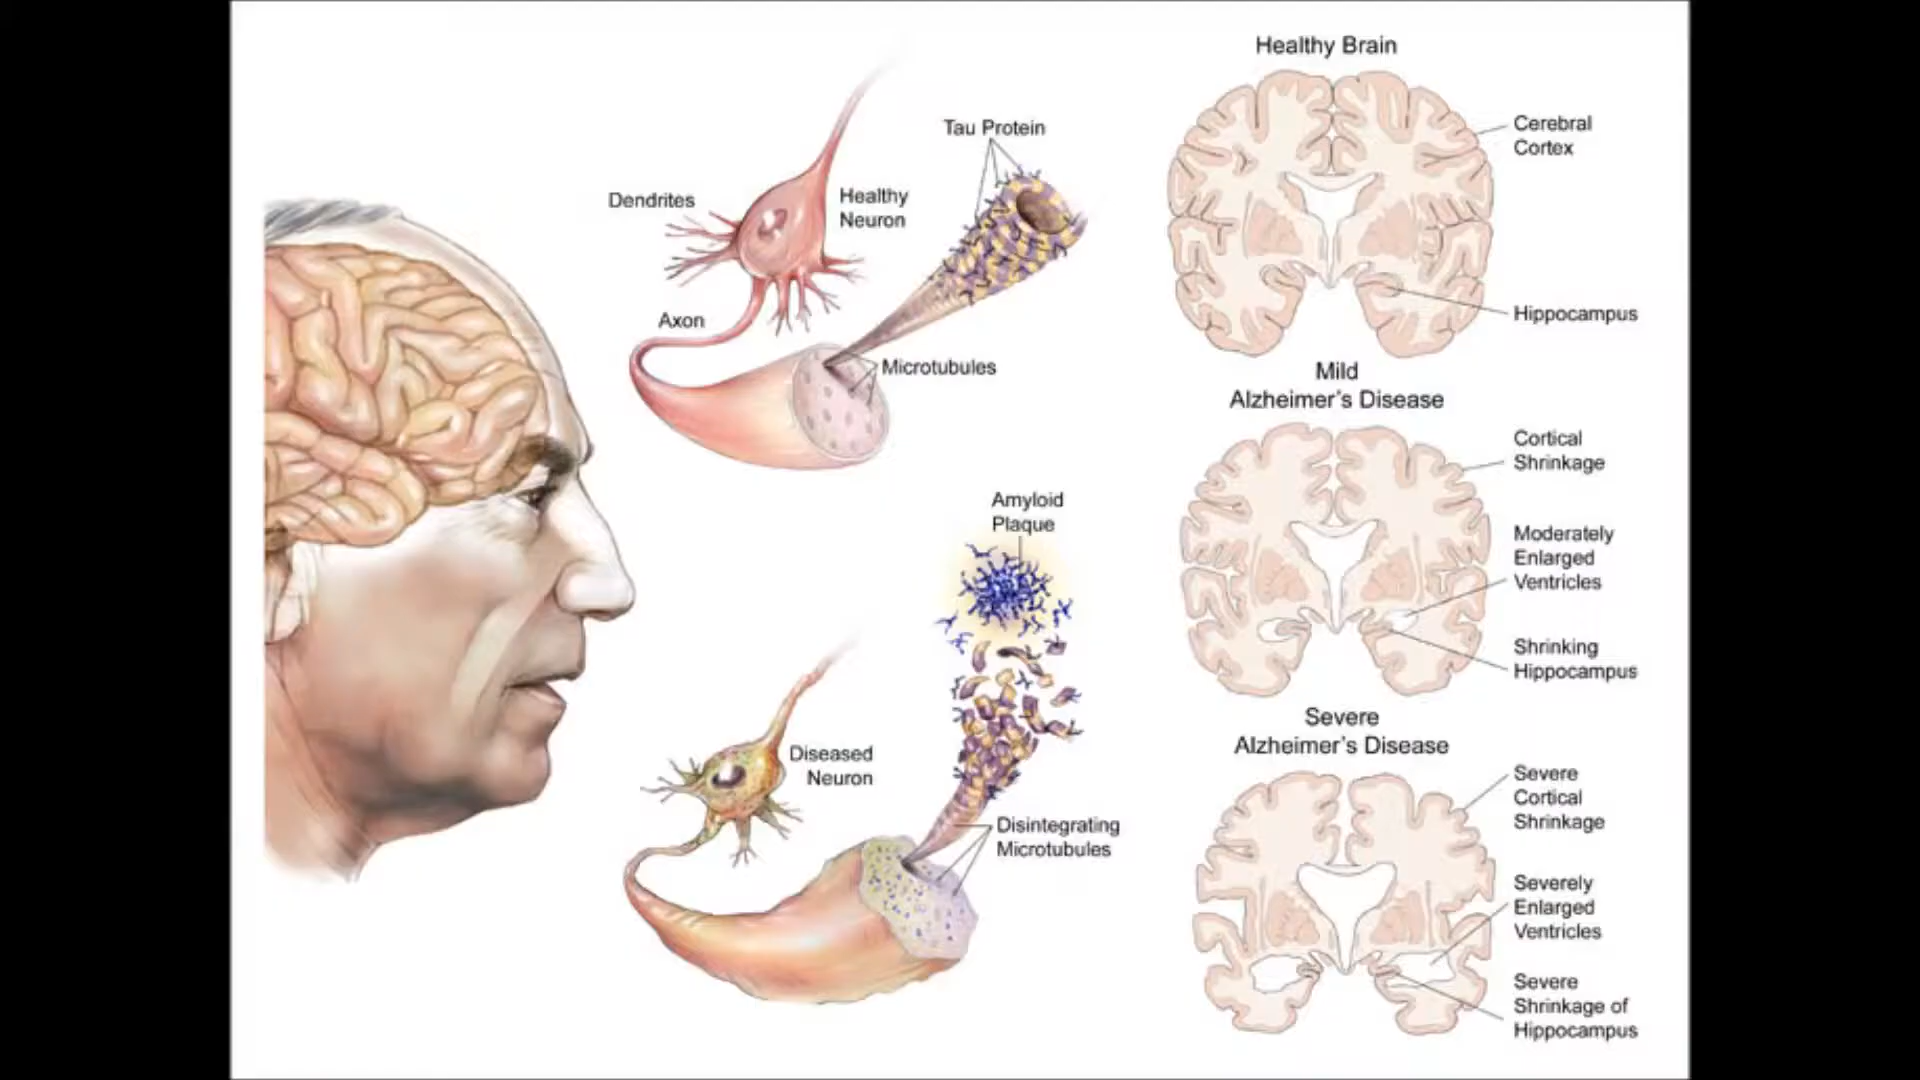 Tau Protein
Dendrites
Healthy
Neuron
Axon
Microtubules
Amyloid
Plaque
Diseased
Neuron
Disintegrating
Microtubules
Healthy Brain
Cerebral
Cortex
Hippocampus
Mild
Alzheimer's Disease
Cortical
Shrinkage
Moderately
Enlarged
Ventricles
Shrinking
Hippocampus
Severe
Alzheimer's Disease
Severe
Cortical
Shrinkage
Severely
Enlarged
Ventricles
Severe
Shrinkage of
Hippocampus